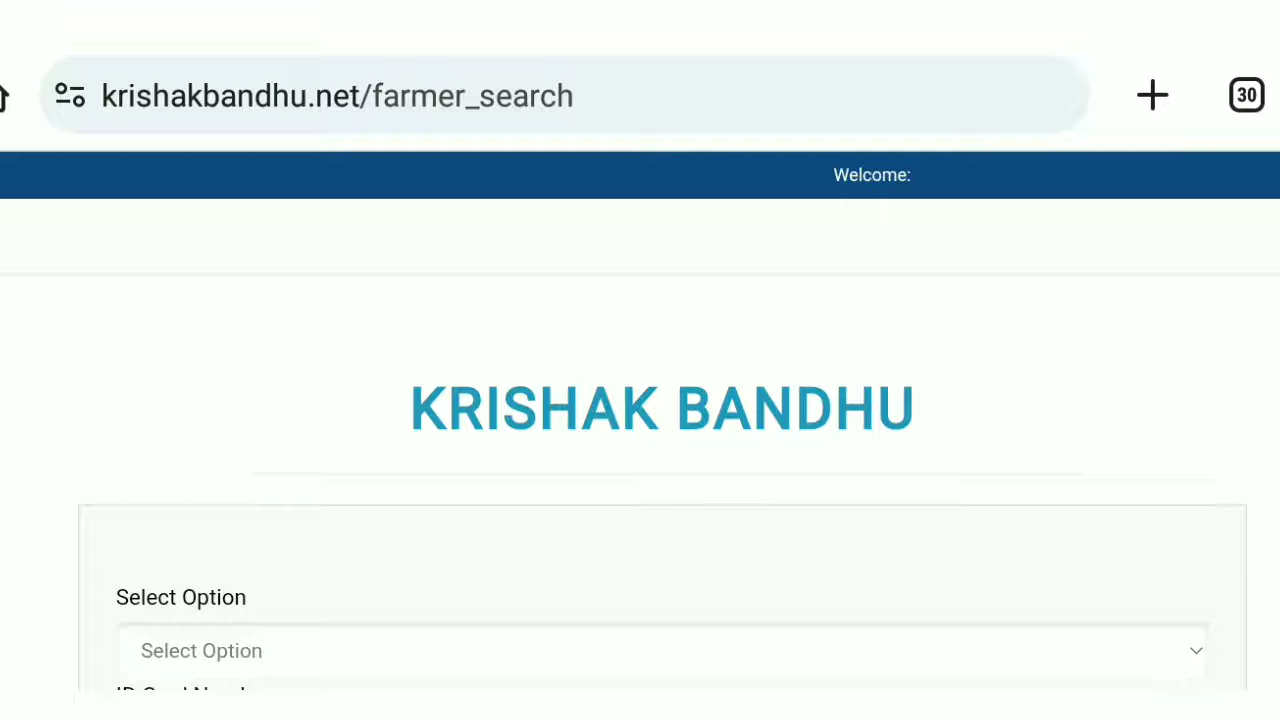 krishakbandhu.net/farmer_search
30
Welcome:
KRISHAK BANDHU
Select Option
Select Option